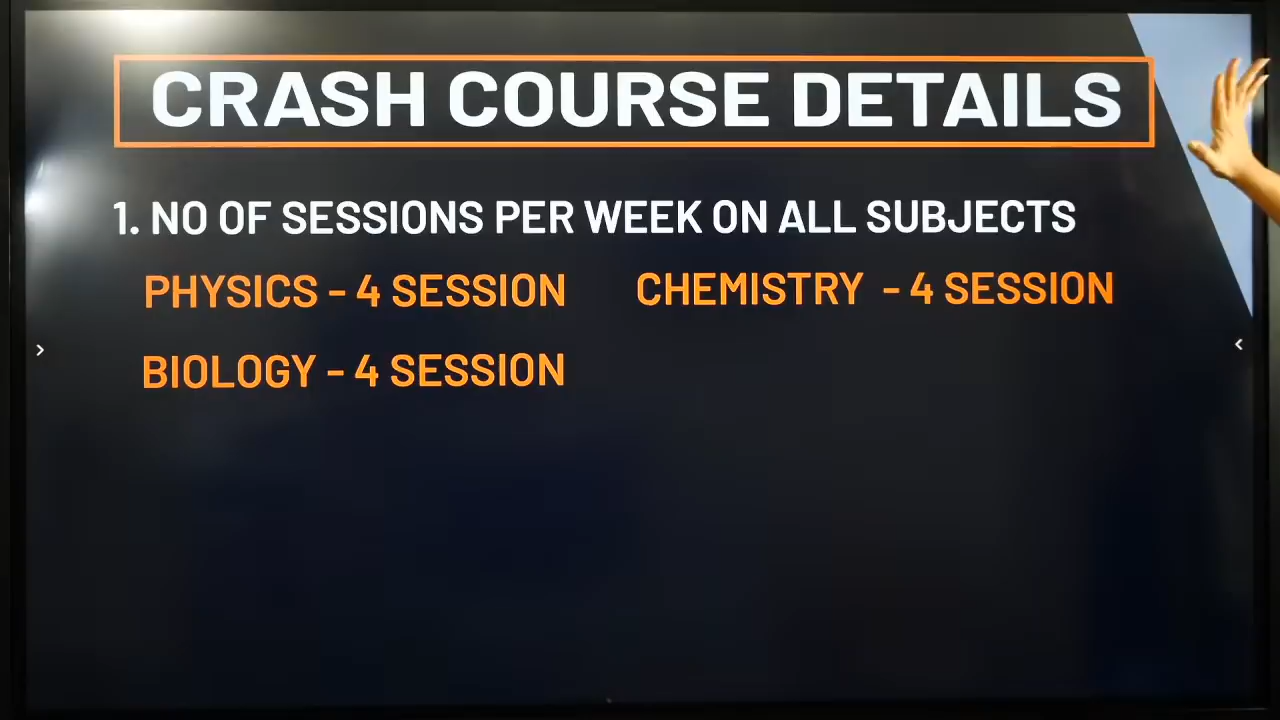 CRASH COURSE DETAILS
1. NO OF SESSIONS PER WEEK ON ALL SUBJECTS
PHYSICS - 4 SESSION CHEMISTRY - 4 SESSION
BIOLOGY - 4 SESSION